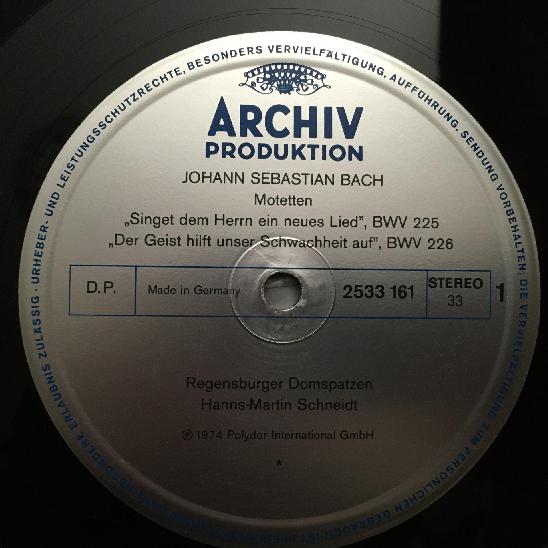 ARCHIV
PRODUKTION
JOHANN SEBASTIAN BACH
Motetten
„Singet dem Herrn ein neues Lied”, BWV 225
„Der Geist hilft unser Schwachheit auf”, BWV 226
D.P. Made in Germany 2533 161 STEREO 33 1
Regensburger Domspatzen
Hanns-Martin Schneidt
Ⓟ 1974 Polydor International GmbH
*
URHEBER- UND LEISTUNGSSCHUTZRECHTE, BESONDERS VERVIELFÄLTIGUNG, AUFFÜHRUNG, SENDUNG VORBEHALTEN; DIE VERVIELFÄLTIGUNG ZUM PERSÖNLICHEN GEBRAUCH IST OHNE BESONDERE ERLAUBNIS ZULÄSSIG ·